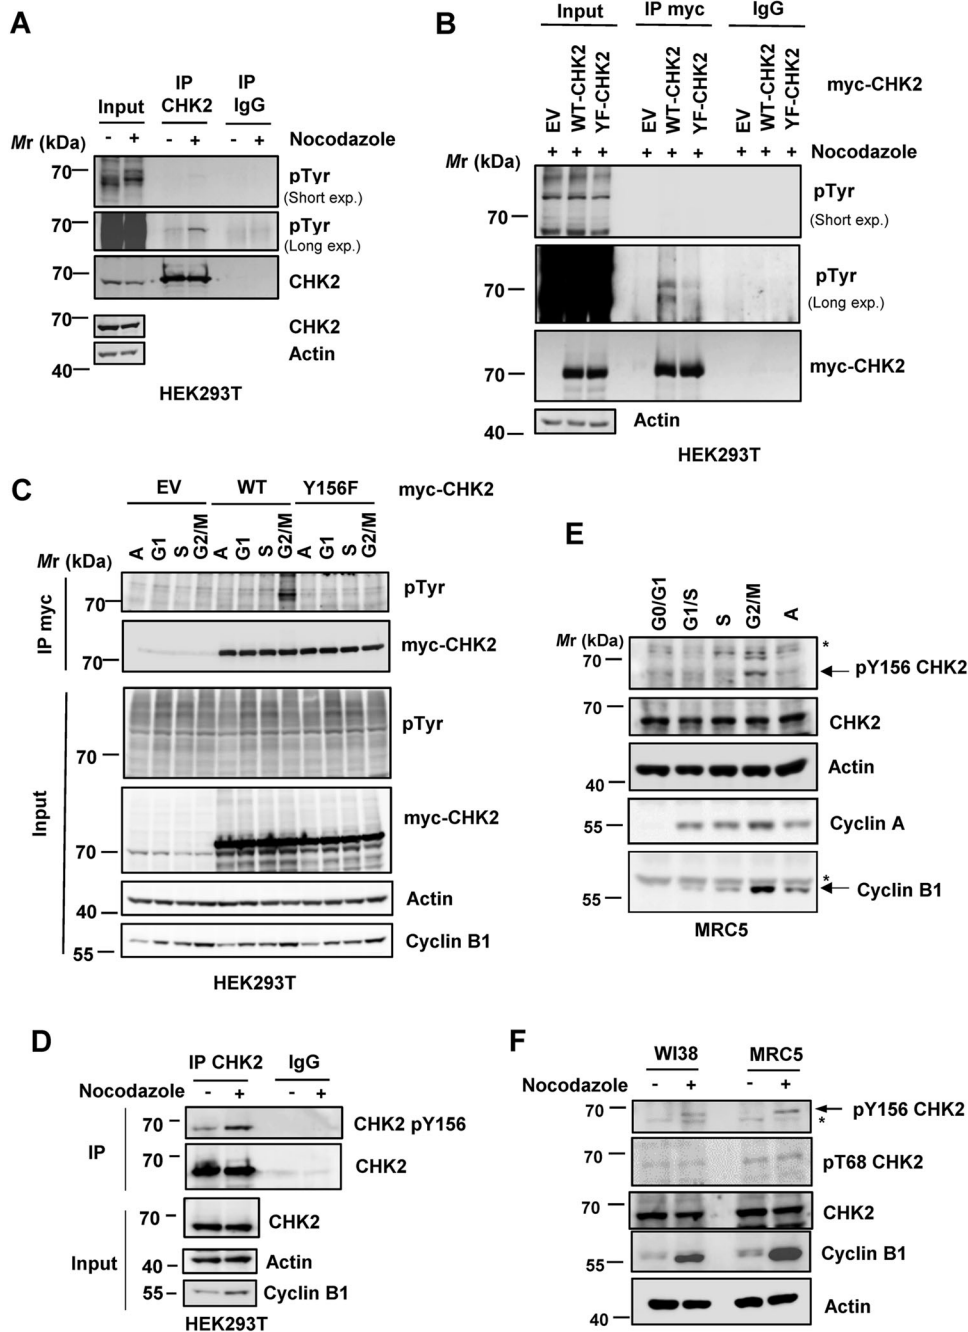 A
IP IP
Input CHK2 IgG
Mr (kDa) - + - + - + Nocodazole
70 pTyr
(Short exp.)
70 pTyr
(Long exp.)
70 CHK2
70 CHK2
Actin
40
HEK293T
B
Input IP myc IgG
EV WT-CHK2 YF-CHK2 EV WT-CHK2 YF-CHK2 EV WT-CHK2 YF-CHK2 myc-CHK2
Mr (kDa) + + + + + + + + + Nocodazole
pTyr
70 (Short exp.)
pTyr
70 (Long exp.)
70 myc-CHK2
Actin
40
HEK293T
C
EV WT Y156F myc-CHK2
Mr (kDa) A G1 S G2/M A G1 S G2/M A G1 S G2/M
IP myc
70 pTyr
70 myc-CHK2
Input
pTyr
70
myc-CHK2
70
Actin
40
Cyclin B1
55
HEK293T
E
G0/G1 G1/S S G2/M A
Mr (kDa) *
70 pY156 CHK2
70
CHK2
Actin
40
55 Cyclin A
*
55 Cyclin B1
MRC5
D
IP CHK2 IgG
Nocodazole - + - +
IP
70 CHK2 pY156
70 CHK2
Input
70 CHK2
40 Actin
55 Cyclin B1
HEK293T
F
WI38 MRC5
Nocodazole - + - +
70 pY156 CHK2
*
70 pT68 CHK2
70 CHK2
55 Cyclin B1
Actin
40